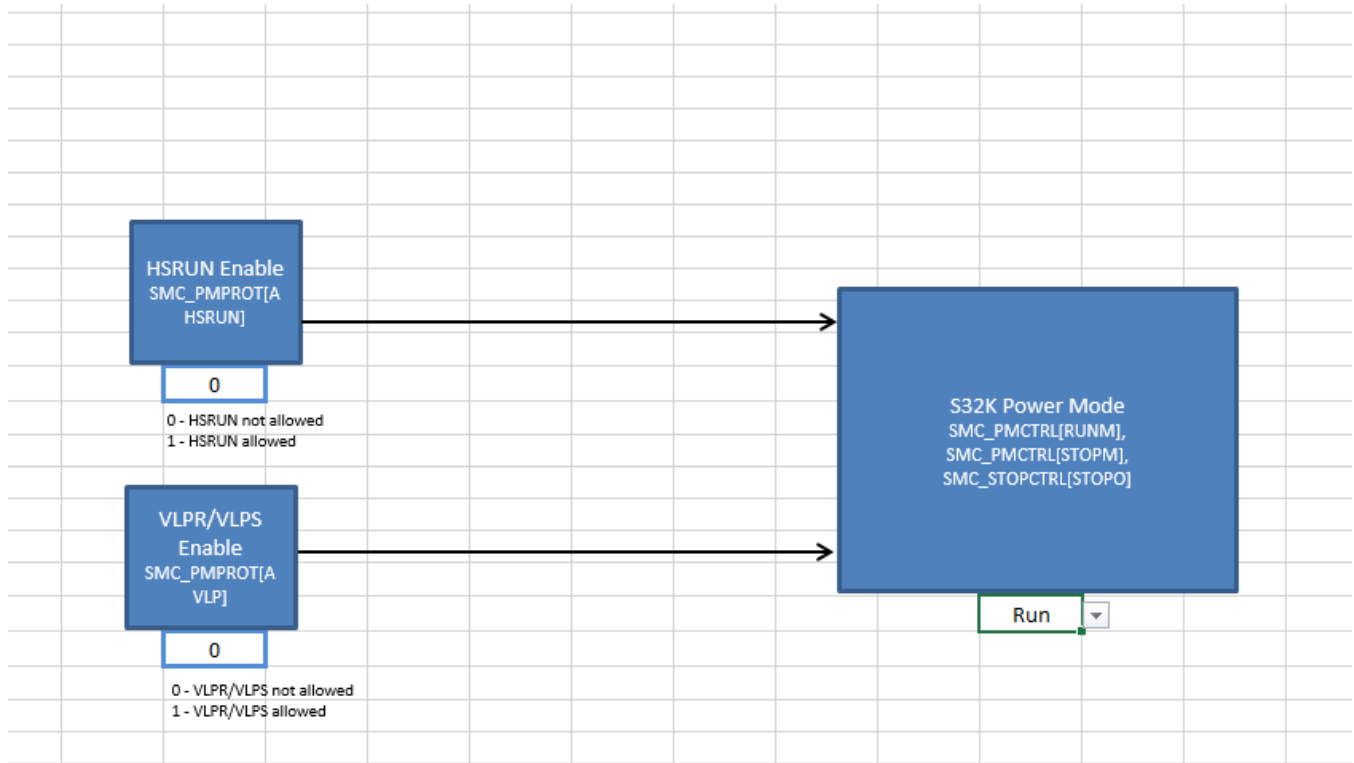 HSRUN Enable
SMC_PMPROT[A
HSRUN]
0
0 - HSRUN not allowed
1 - HSRUN allowed
VLPR/VLPS
Enable
SMC_PMPROT[A
VLP]
0
0 - VLPR/VLPS not allowed
1 - VLPR/VLPS allowed
S32K Power Mode
SMC_PMCTRL[RUNM],
SMC_PMCTRL[STOPM],
SMC_STOPCTRL[STOPO]
Run